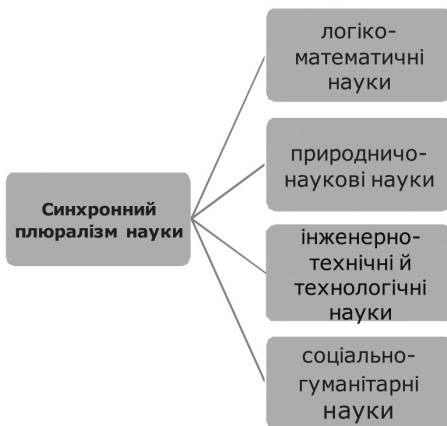 логіко-
математичні
науки
природничо-
наукові науки
Синхронний
плюралізм науки
інженерно-
технічні й
технологічні
науки
соціально-
гуманітарні
науки